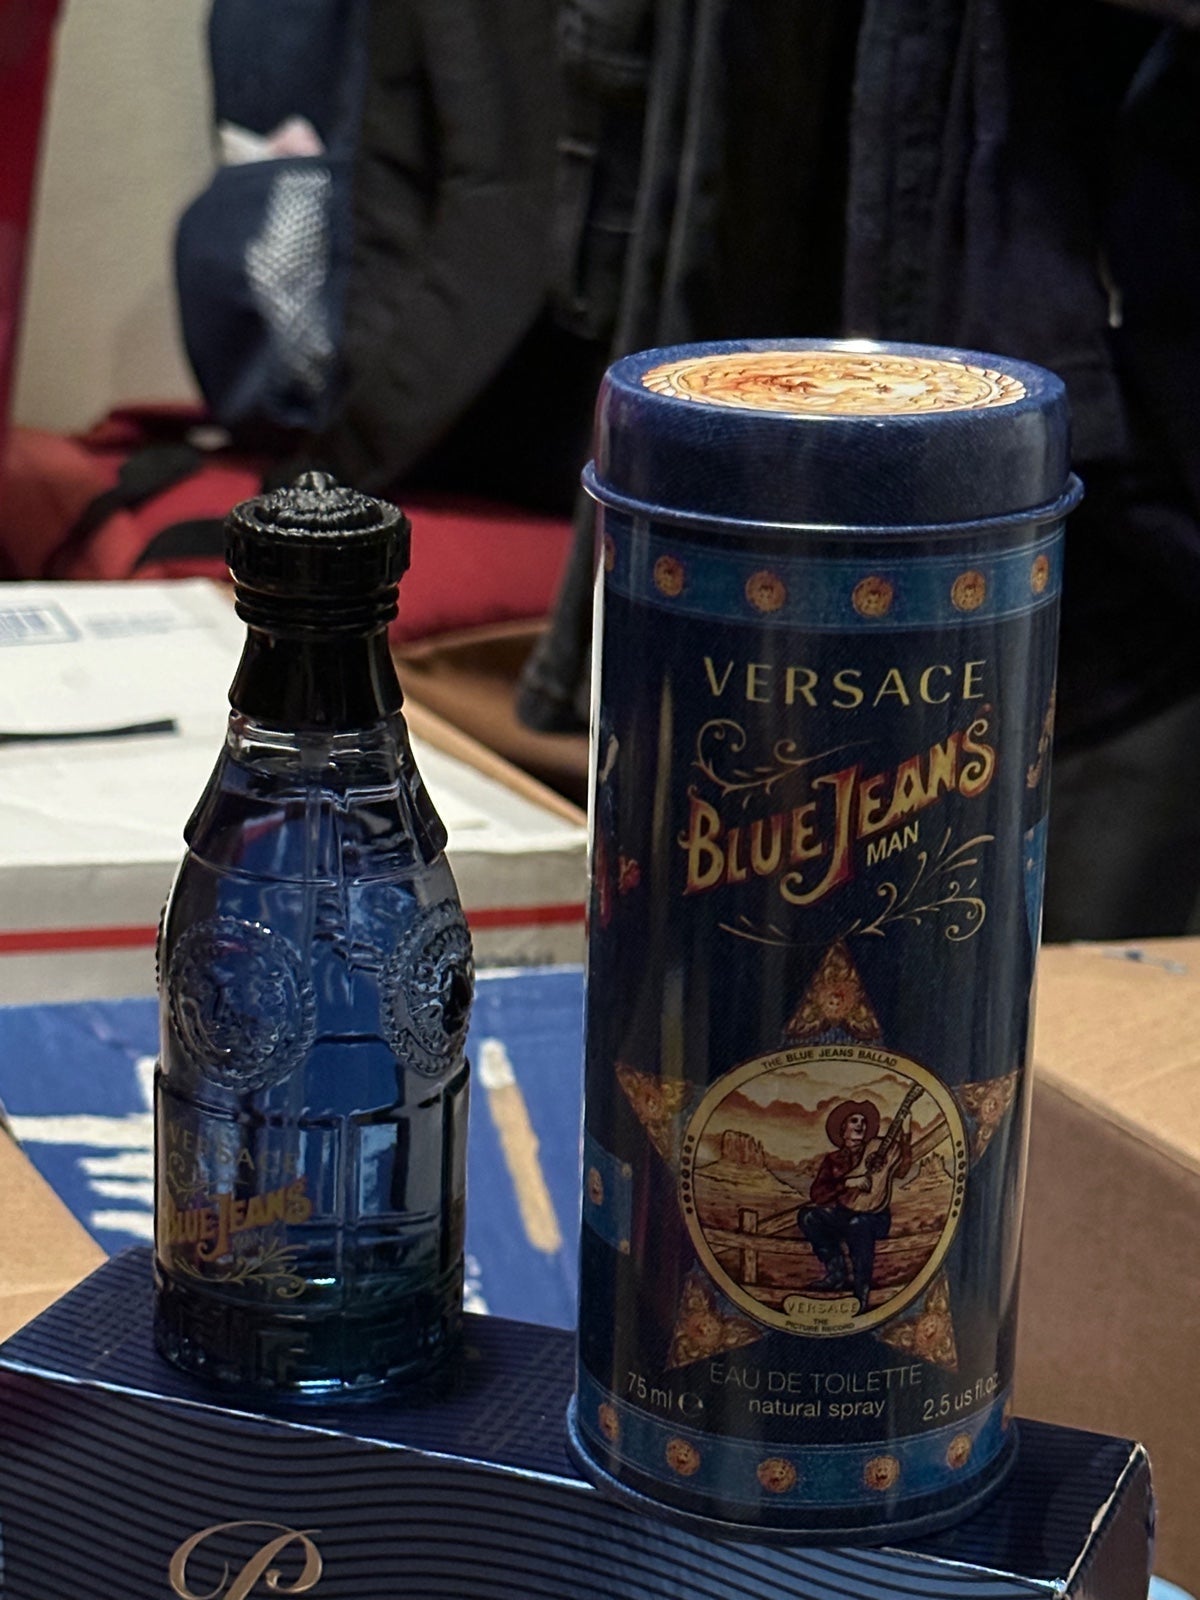 VERSACE
BLUE JEANS
MAN
THE BLUE JEANS BALLAD
VERSACE
THE
PICTURE RECORD
EAU DE TOILETTE
75 ml e natural spray 2.5 us fl.oz
VERSACE
BLUE JEANS
MAN
P